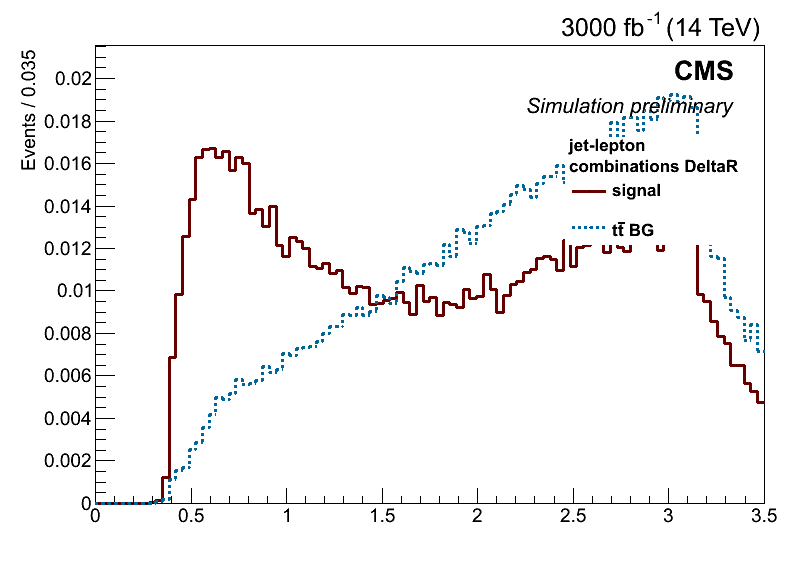 3000 fb⁻¹ (14 TeV)
CMS
Simulation preliminary
Events / 0.035
jet-lepton
combinations DeltaR
signal
tt̄ BG
0.02
0.018
0.016
0.014
0.012
0.01
0.008
0.006
0.004
0.002
0
0 0.5 1 1.5 2 2.5 3 3.5